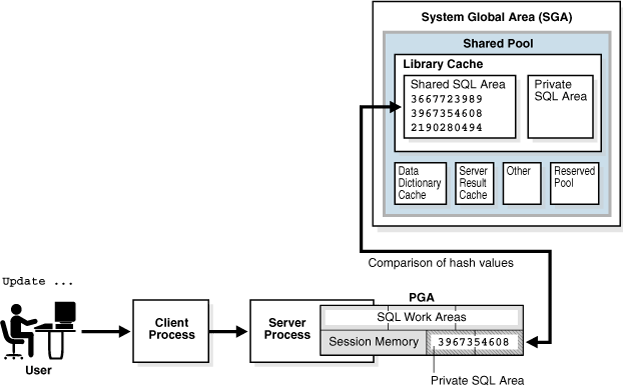 System Global Area (SGA)
Shared Pool
Library Cache
Shared SQL Area
3667723989
3967354608
2190280494
Private
SQL Area
Data
Dictionary
Cache
Server
Result
Cache
Other
Reserved
Pool
Comparison of hash values
Update ...
User
Client
Process
Server
Process
PGA
SQL Work Areas
Session Memory
3967354608
Private SQL Area